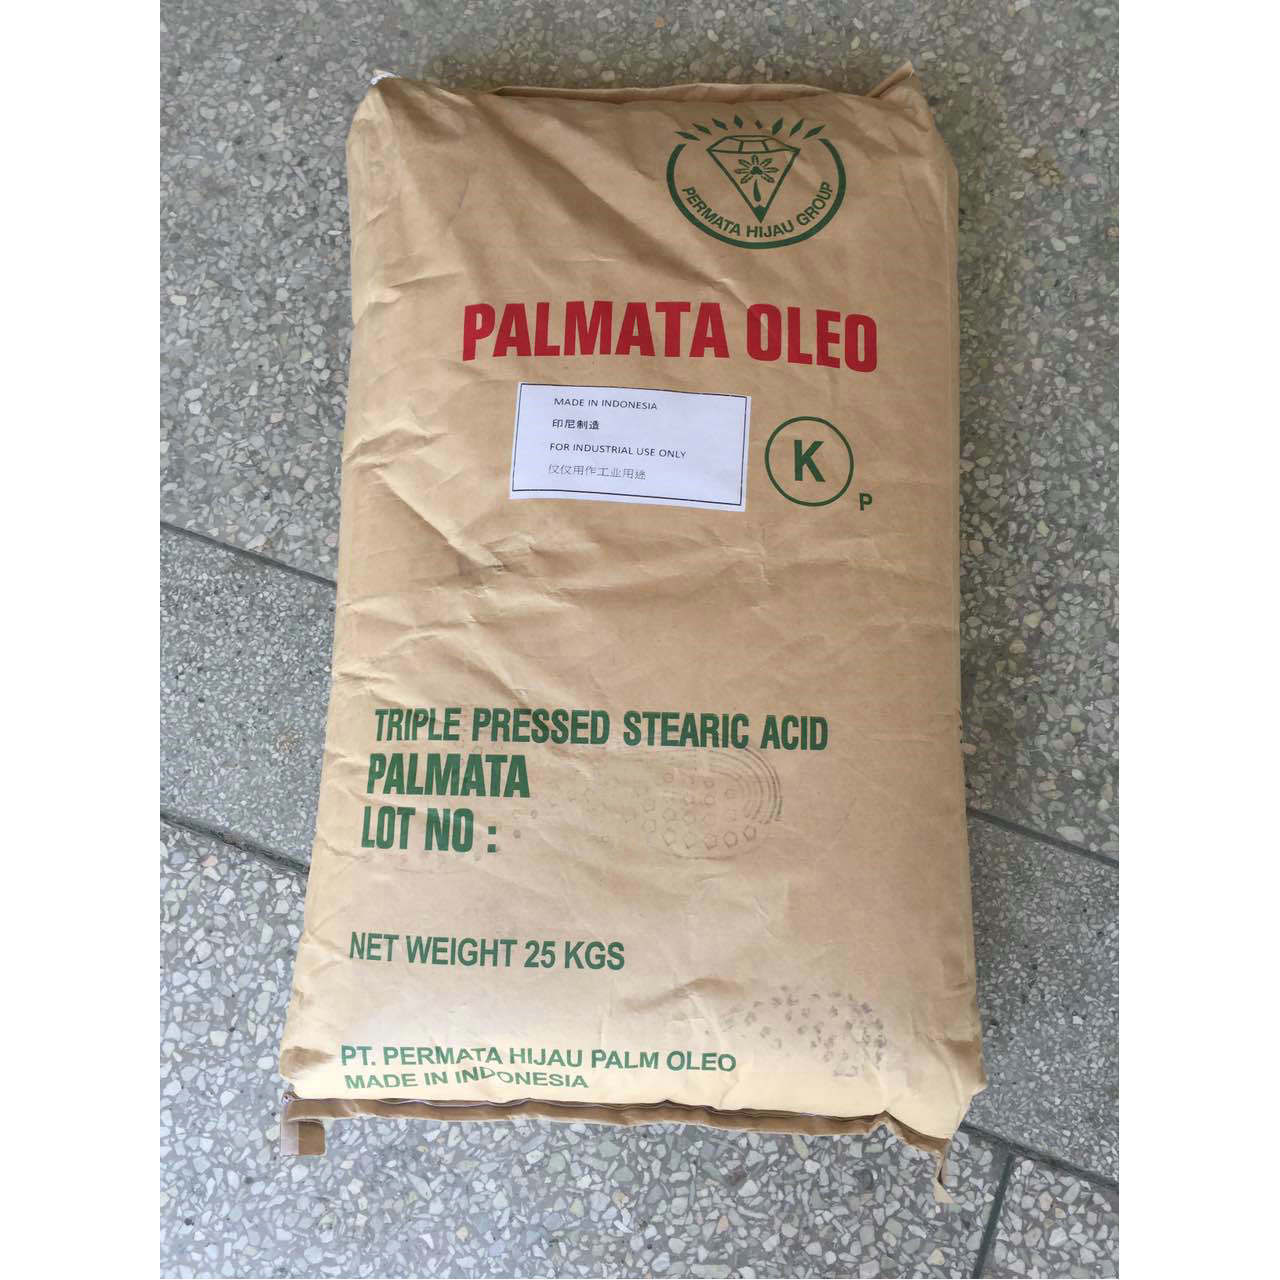 PERMATA HIJAU GROUP
PALMATA OLEO
MADE IN INDONESIA
印尼制造
FOR INDUSTRIAL USE ONLY
仅仅用作工业用途
K
P
TRIPLE PRESSED STEARIC ACID
PALMATA
LOT NO :
NET WEIGHT 25 KGS
PT. PERMATA HIJAU PALM OLEO
MADE IN INDONESIA